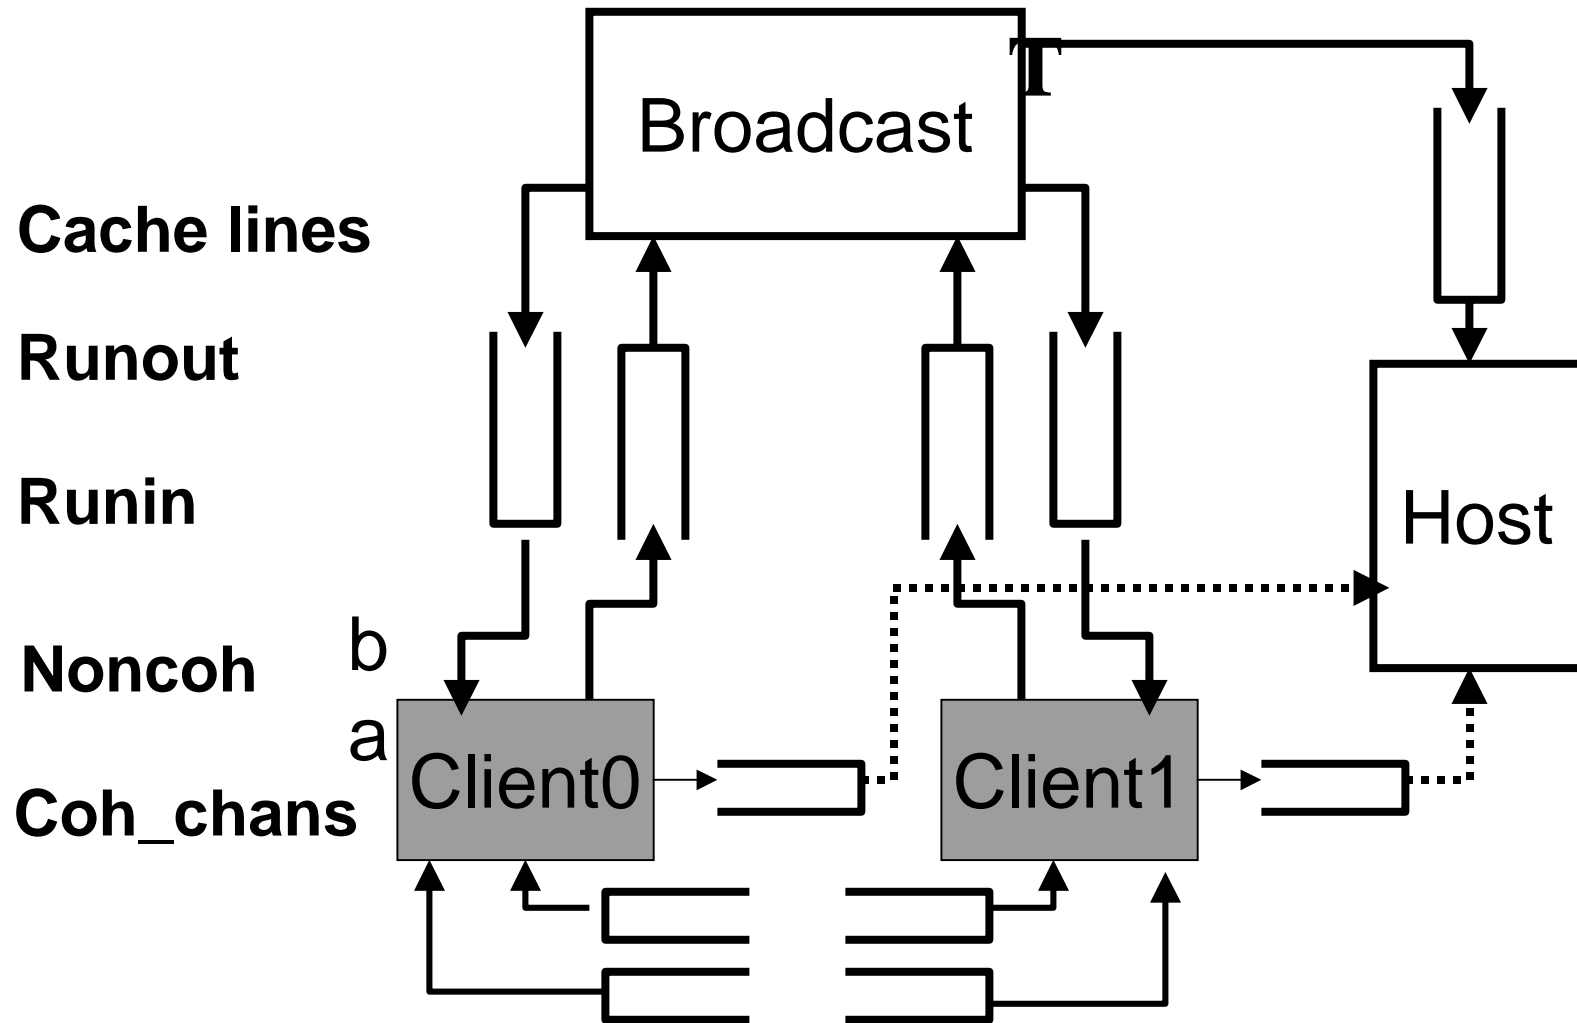 T
Broadcast
Cache lines
Runout
Runin
Host
b
Noncoh
a
Client0
Client1
Coh_chans